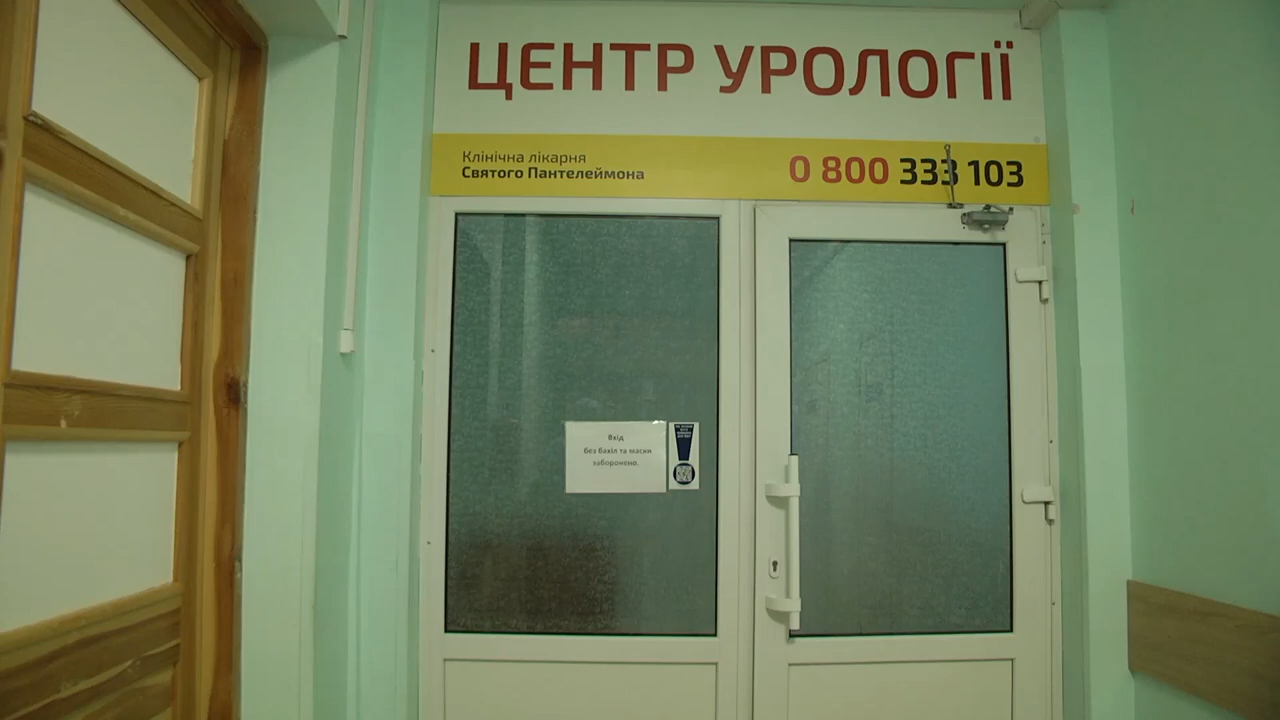 ЦЕНТР УРОЛОГІЇ
Клінічна лікарня
Святого Пантелеймона
0 800 333 103
Вхід
без бахіл та маски
заборонено.